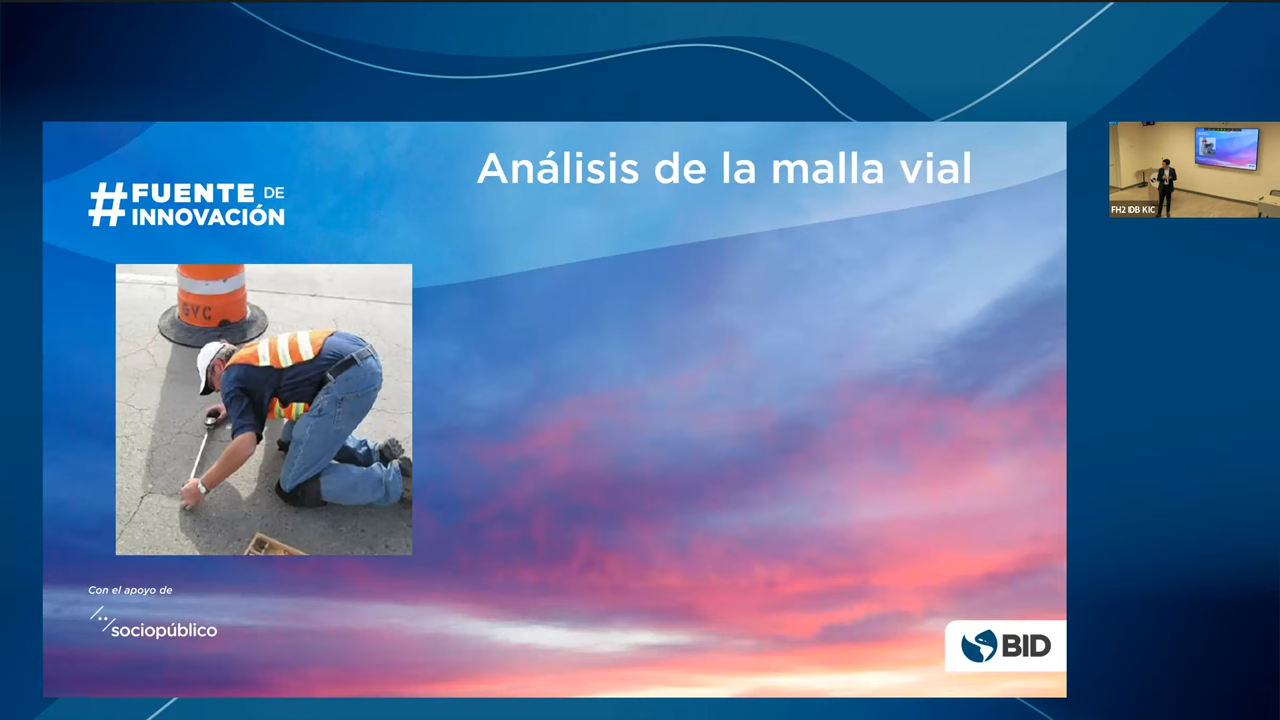 Análisis de la malla vial
#FUENTE DE
INNOVACIÓN
GYC
Con el apoyo de
sociopúblico
BID
FH2 IDB KIC